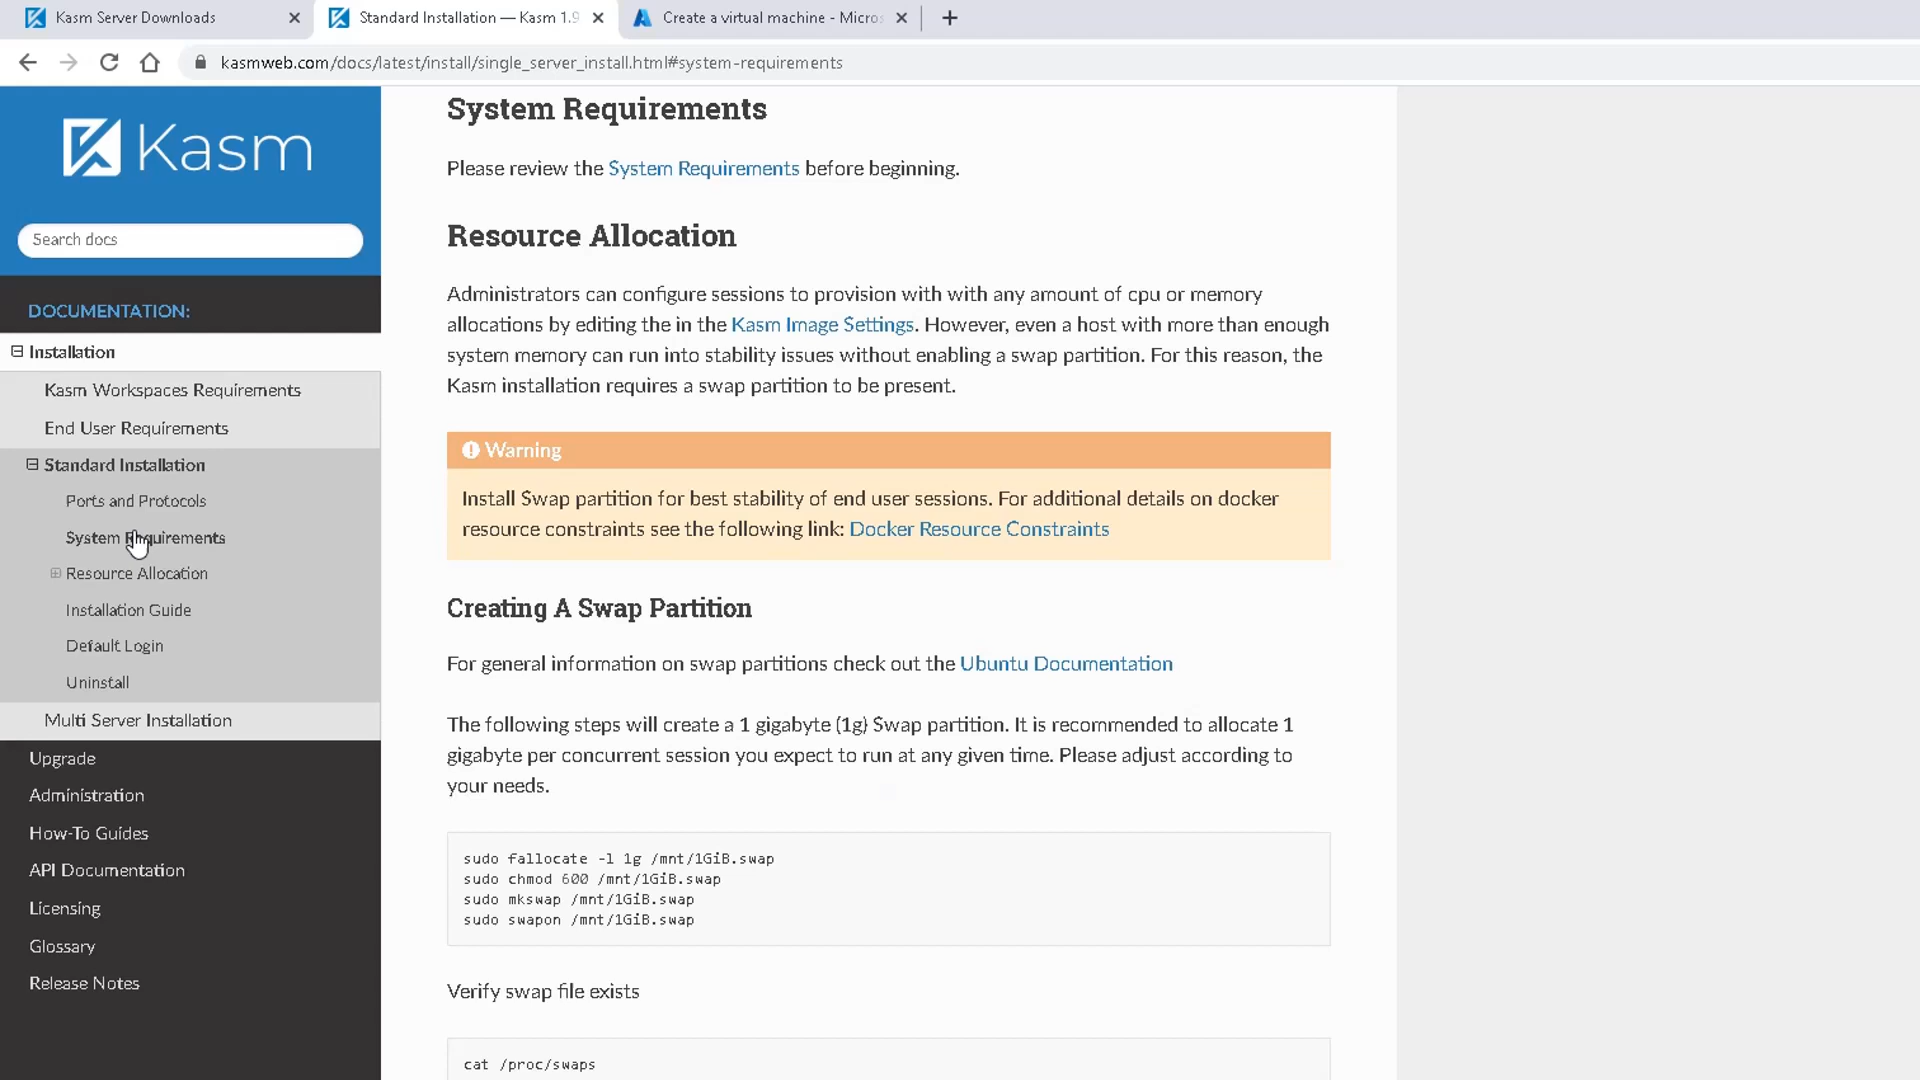 Kasm Server Downloads
Standard Installation — Kasm 1.9
Create a virtual machine - Micros
kasmweb.com/docs/latest/install/single_server_install.html#system-requirements
Kasm
Search docs
DOCUMENTATION:
Installation
Kasm Workspaces Requirements
End User Requirements
Standard Installation
Ports and Protocols
System Requirements
Resource Allocation
Installation Guide
Default Login
Uninstall
Multi Server Installation
Upgrade
Administration
How-To Guides
API Documentation
Licensing
Glossary
Release Notes
System Requirements
Please review the System Requirements before beginning.
Resource Allocation
Administrators can configure sessions to provision with with any amount of cpu or memory
allocations by editing the in the Kasm Image Settings. However, even a host with more than enough
system memory can run into stability issues without enabling a swap partition. For this reason, the
Kasm installation requires a swap partition to be present.
Warning
Install Swap partition for best stability of end user sessions. For additional details on docker
resource constraints see the following link: Docker Resource Constraints
Creating A Swap Partition
For general information on swap partitions check out the Ubuntu Documentation
The following steps will create a 1 gigabyte (1g) Swap partition. It is recommended to allocate 1
gigabyte per concurrent session you expect to run at any given time. Please adjust according to
your needs.
sudo fallocate -l 1g /mnt/1GiB.swap
sudo chmod 600 /mnt/1GiB.swap
sudo mkswap /mnt/1GiB.swap
sudo swapon /mnt/1GiB.swap
Verify swap file exists
cat /proc/swaps